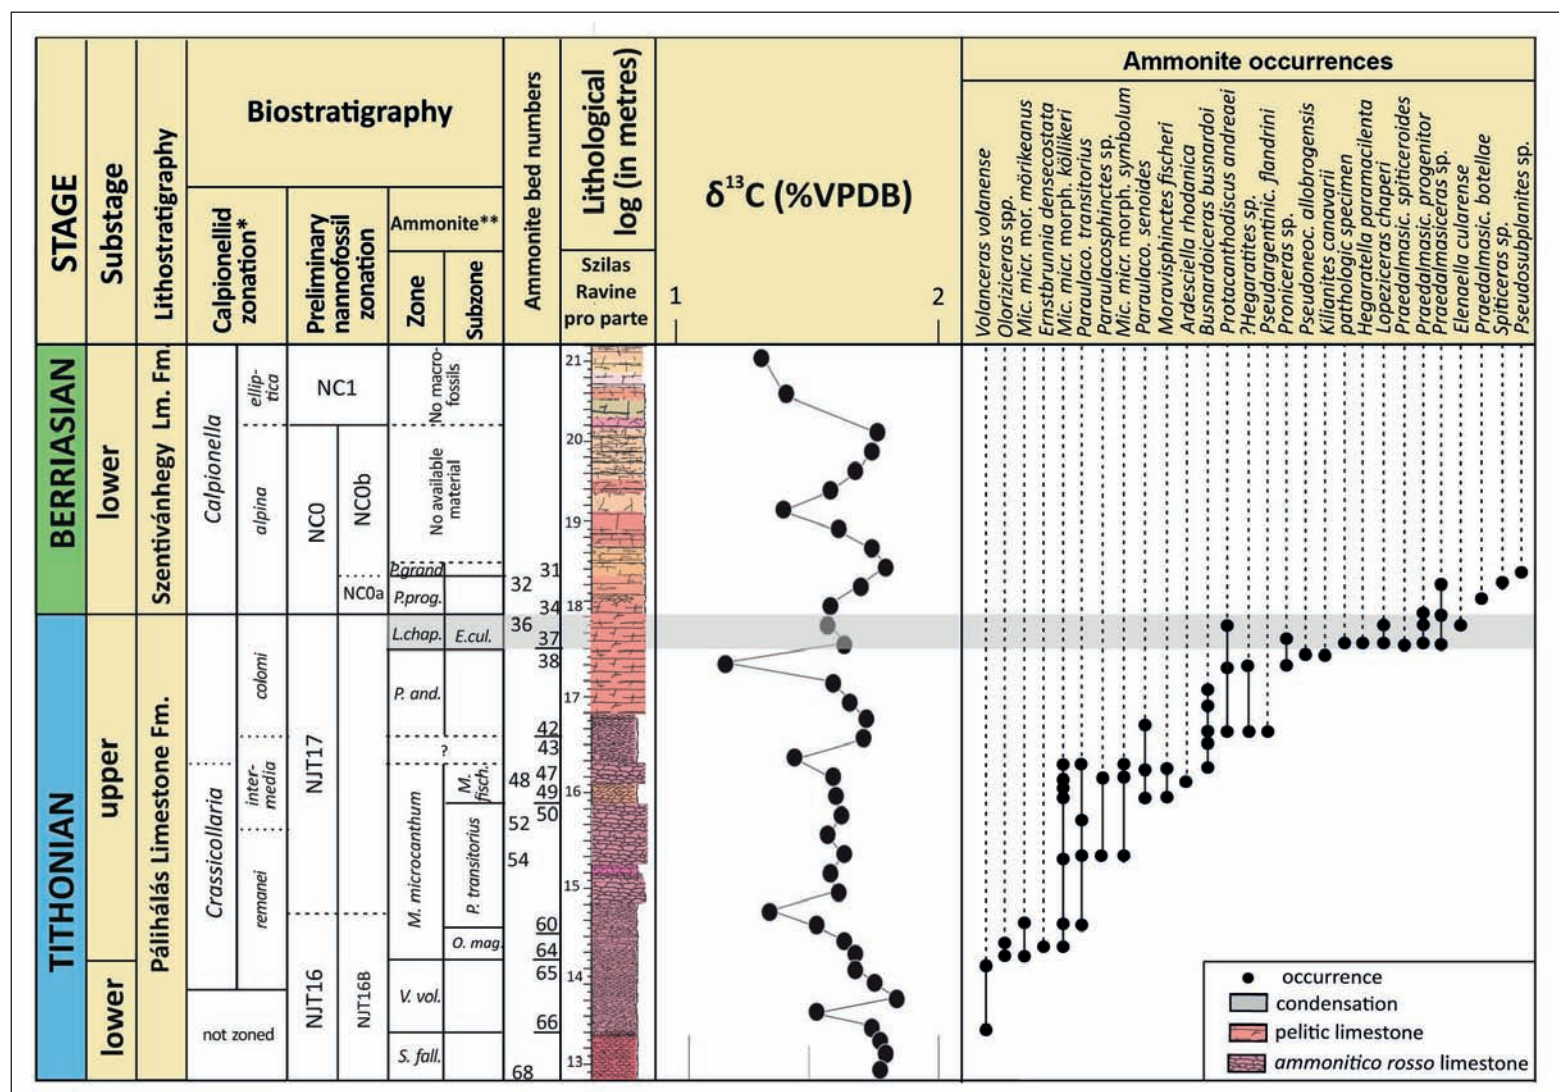 STAGE
Substage
Lithostratigraphy
Biostratigraphy
Calpionellid
zonation*
Preliminary
nannofossil
zonation
Ammonite**
Zone
Subzone
Ammonite bed numbers
Lithological
log (in metres)
Szilas
Ravine
pro parte
δ13C (%VPDB)
1
2
Ammonite occurrences
Volanceras volanense
Oloriziceras spp.
Mic. micr. mor. mörikeanus
Ernstbrunnia densecostata
Mic. micr. morph. köllikeri
Paraulaco. transitorius
Paraulacosphinctes sp.
Mic. micr. morph. symbolum
Paraulaco. senoides
Moravisphinctes fischeri
Ardesciella rhodanica
Busnardoiceras busnardoi
Protacanthodiscus andreaei
?Hegaratites sp.
Pseudargentinic. flandrini
Proniceras sp.
Pseudoneoc. allobrogensis
Kilianites canavarii
pathologic specimen
Hegaratella paramacilenta
Lopeziceras chaperi
Praedalmasic. spiticeroides
Praedalmasic. progenitor
Praedalmasiceras sp.
Elenaella cularense
Praedalmasic. botellae
Spiticeras sp.
Pseudosubplanites sp.
BERRIASIAN
TITHONIAN
lower
upper
lower
Szentivánhegy Lm. Fm.
Pálihálás Limestone Fm.
Calpionella
Crassicollaria
not zoned
ellip-
tica
alpina
colomi
inter-
media
remanei
NC1
NC0
NC0b
NC0a
NJT17
NJT16
NJT16B
No macro-
fossils
No available
material
P.grand
P.prog.
L.chap.
E.cul.
P. and.
?
M. microcanthum
M.
fisch.
P. transitorius
O. mag.
V. vol.
S. fall.
31
32
34
36
37
38
42
43
47
48
49
50
52
54
60
64
65
66
68
21
20
19
18
17
16
15
14
13
occurrence
condensation
pelitic limestone
ammonitico rosso limestone